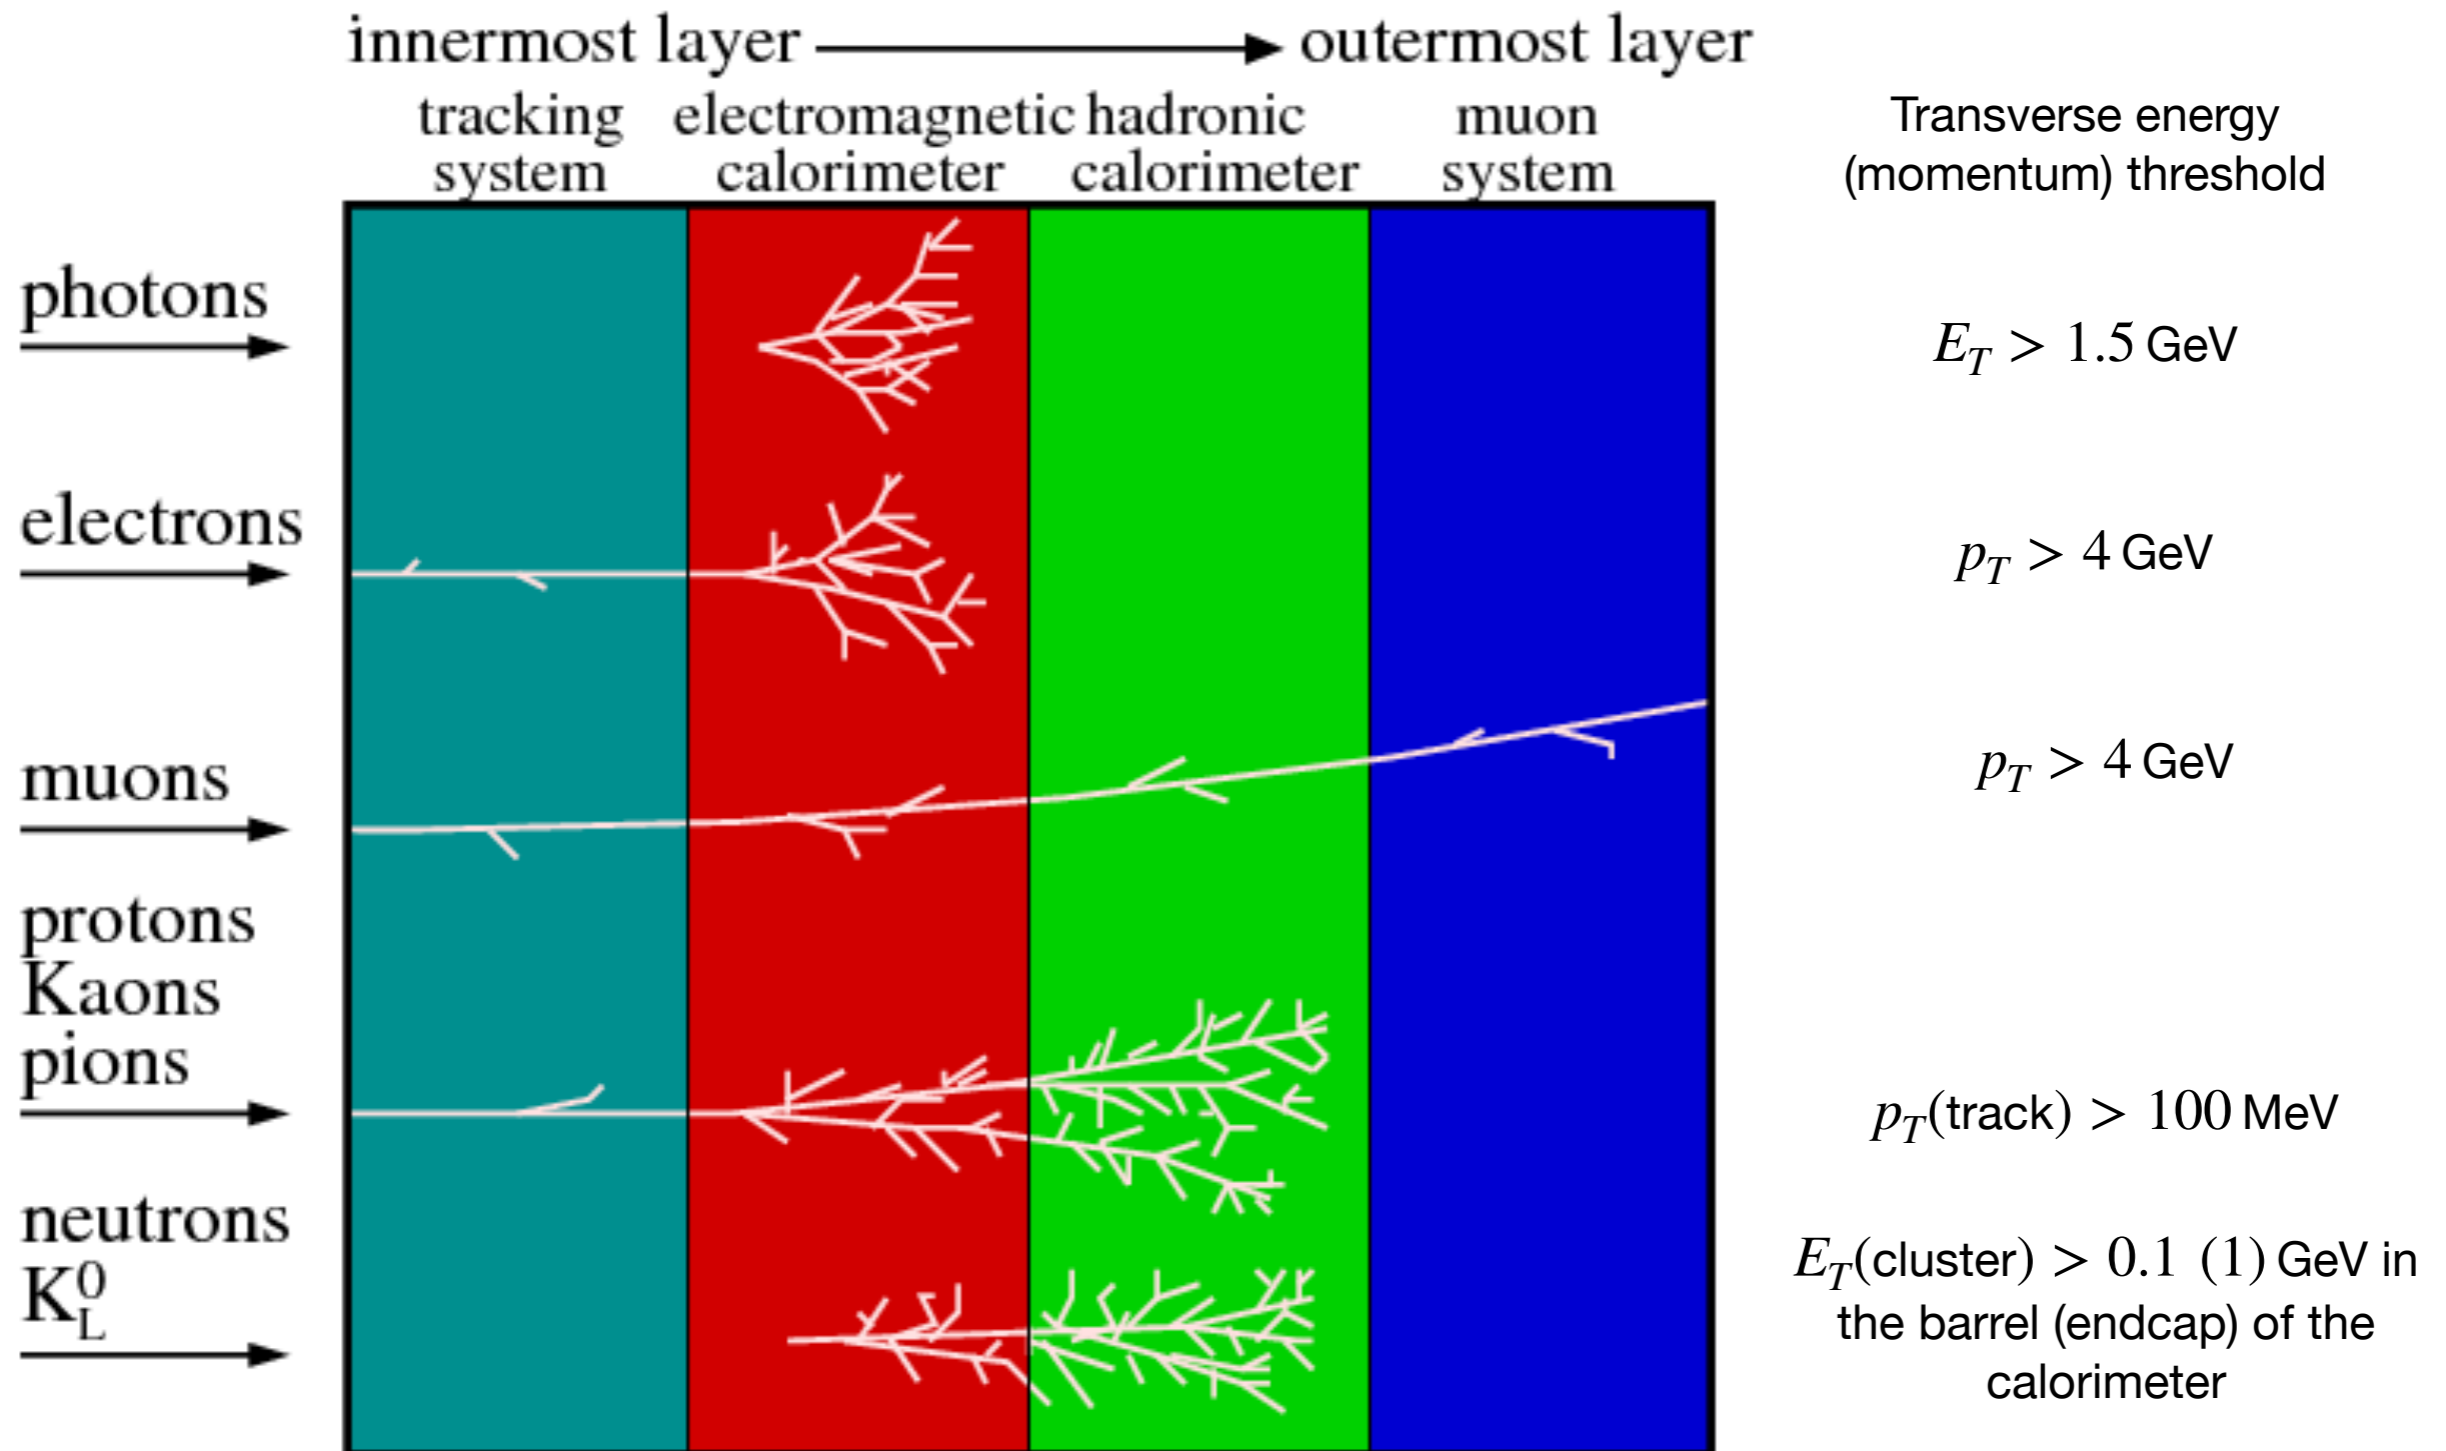 innermost layer outermost layer
tracking system
electromagnetic calorimeter
hadronic calorimeter
muon system
Transverse energy
(momentum) threshold
photons
E_T > 1.5 GeV
electrons
p_T > 4 GeV
muons
p_T > 4 GeV
protons
Kaons
pions
p_T(track) > 100 MeV
neutrons
K_L^0
E_T(cluster) > 0.1 (1) GeV in
the barrel (endcap) of the
calorimeter